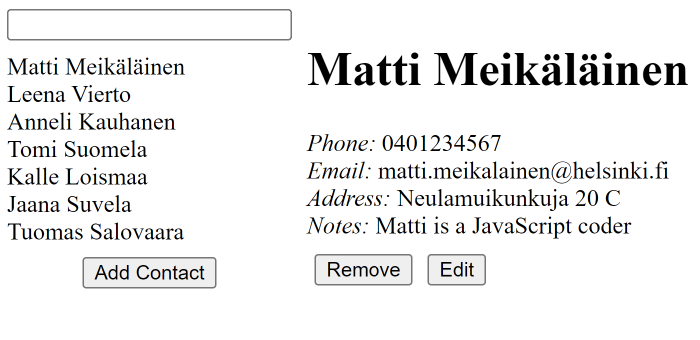 Matti Meikäläinen
Leena Vierto
Anneli Kauhanen
Tomi Suomela
Kalle Loismaa
Jaana Suvela
Tuomas Salovaara
Add Contact
Matti Meikäläinen
Phone: 0401234567
Email: matti.meikalainen@helsinki.fi
Address: Neulamuikunkuja 20 C
Notes: Matti is a JavaScript coder
Remove Edit